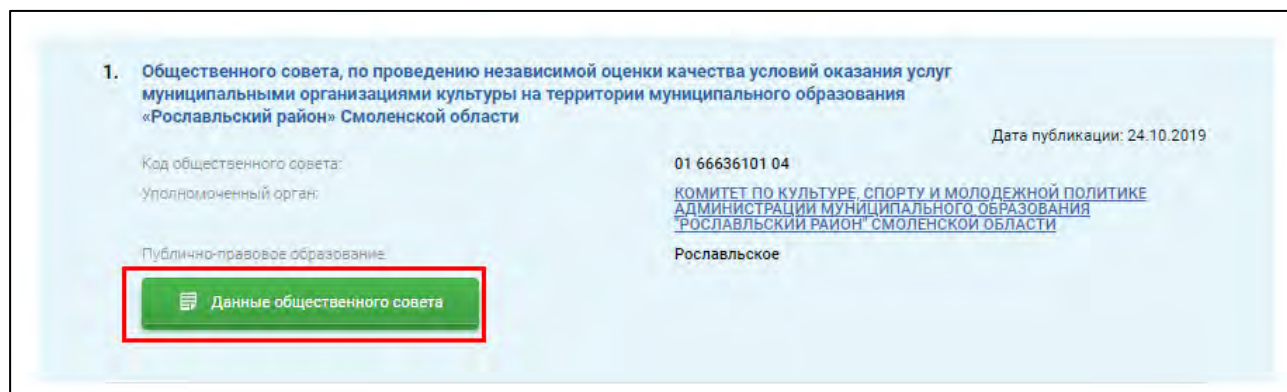 1. Общественного совета, по проведению независимой оценки качества условий оказания услуг
муниципальными организациями культуры на территории муниципального образования
«Рославльский район» Смоленской области
Дата публикации: 24.10.2019
Код общественного совета: 01 66636101 04
Уполномоченный орган: КОМИТЕТ ПО КУЛЬТУРЕ, СПОРТУ И МОЛОДЕЖНОЙ ПОЛИТИКЕ
АДМИНИСТРАЦИИ МУНИЦИПАЛЬНОГО ОБРАЗОВАНИЯ
"РОСЛАВЛЬСКИЙ РАЙОН" СМОЛЕНСКОЙ ОБЛАСТИ
Публично-правовое образование: Рославльское
Данные общественного совета